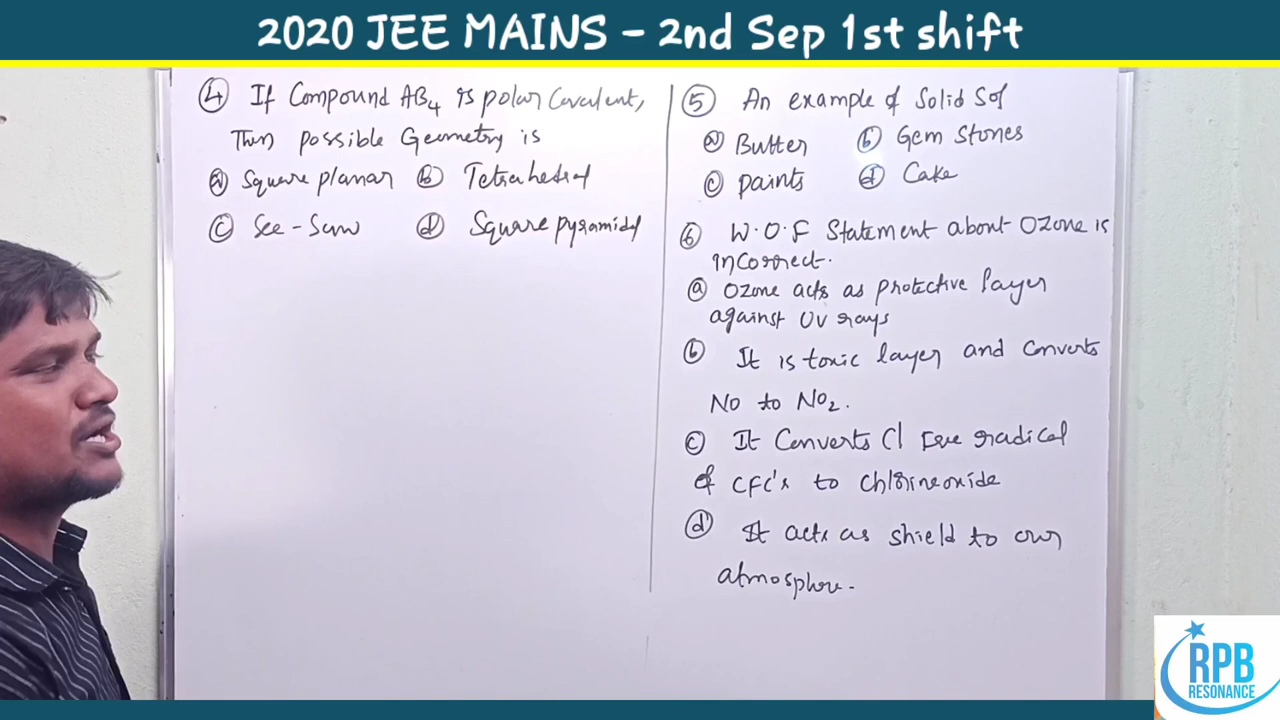 2020 JEE MAINS - 2nd Sep 1st shift
④ If Compound AB₄ is polar Covalent,
Then possible Geometry is
ⓐ Square planar ⓑ Tetrahedral
ⓒ See-Saw ⓓ Square pyramidal
⑤ An example of Solid Sol
ⓐ Butter ⓑ Gem Stones
ⓒ paints ⓓ Cake
⑥ W.O.F Statement about Ozone is
incorrect.
ⓐ Ozone acts as protective layer
against UV rays
ⓑ It is toxic layer and Converts
NO to NO₂.
ⓒ It Converts Cl Free radical
of CFC's to Chlorineoxide
ⓓ It acts as shield to our
atmosphere.
RPB
RESONANCE